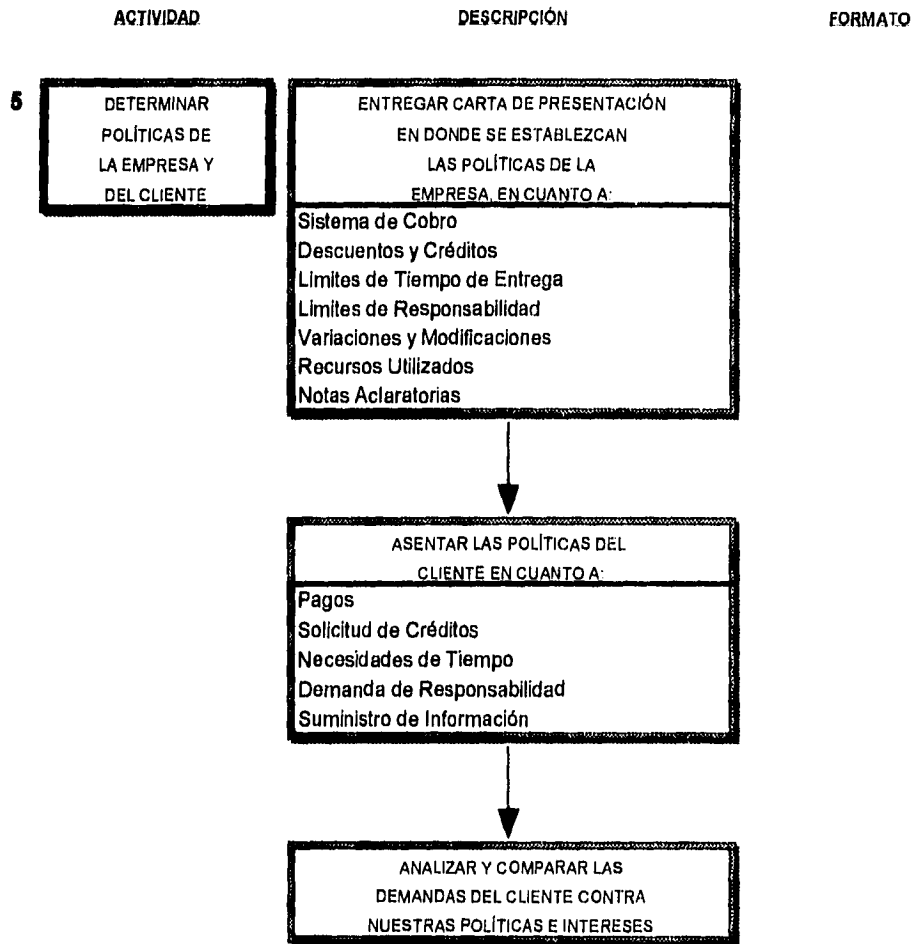 ACTIVIDAD DESCRIPCIÓN FORMATO
5
DETERMINAR
POLÍTICAS DE
LA EMPRESA Y
DEL CLIENTE
ENTREGAR CARTA DE PRESENTACIÓN
EN DONDE SE ESTABLEZCAN
LAS POLÍTICAS DE LA
EMPRESA, EN CUANTO A:
Sistema de Cobro
Descuentos y Créditos
Limites de Tiempo de Entrega
Limites de Responsabilidad
Variaciones y Modificaciones
Recursos Utilizados
Notas Aclaratorias
ASENTAR LAS POLÍTICAS DEL
CLIENTE EN CUANTO A:
Pagos
Solicitud de Créditos
Necesidades de Tiempo
Demanda de Responsabilidad
Suministro de Información
ANALIZAR Y COMPARAR LAS
DEMANDAS DEL CLIENTE CONTRA
NUESTRAS POLÍTICAS E INTERESES